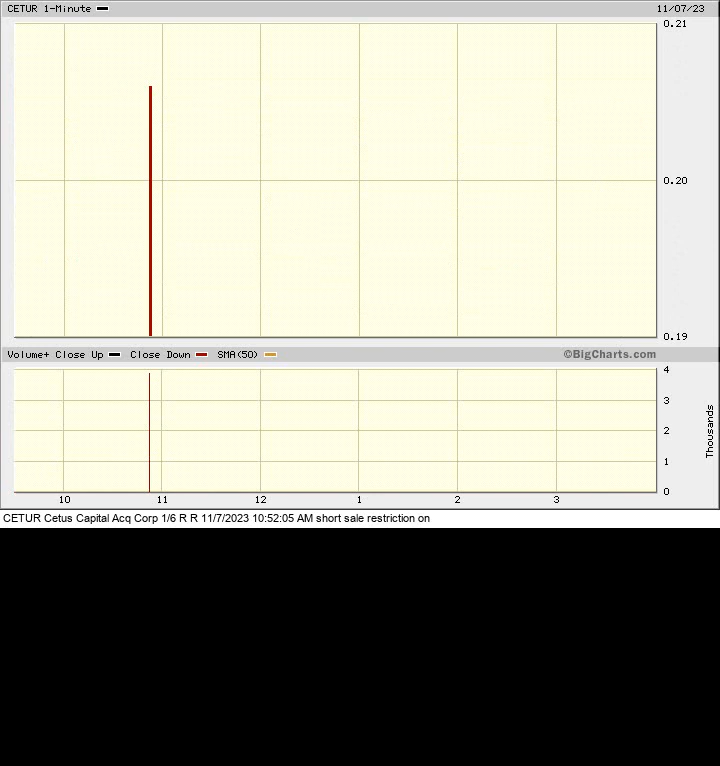 CETUR 1-Minute 11/07/23
0.21
0.20
0.19
Volume+ Close Up Close Down SMA(50) ©BigCharts.com
4
3
2
1
0
Thousands
10 11 12 1 2 3
CETUR Cetus Capital Acq Corp 1/6 R R 11/7/2023 10:52:05 AM short sale restriction on